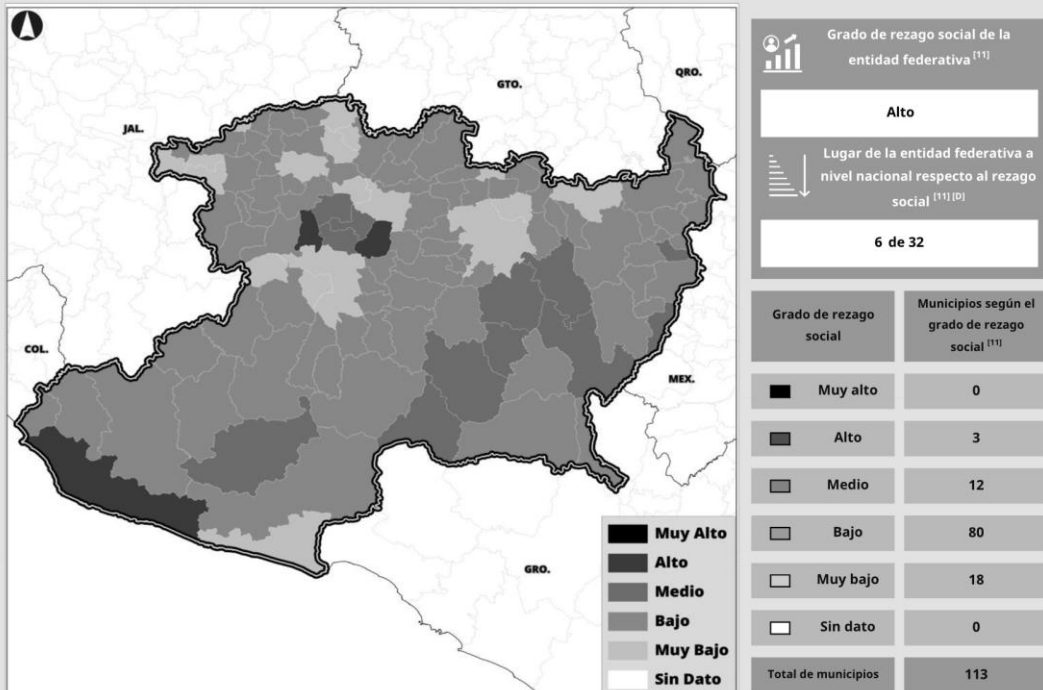 GTO.
QRO.
JAL.
COL.
MEX.
GRO.
Muy Alto
Alto
Medio
Bajo
Muy Bajo
Sin Dato
Grado de rezago social de la
entidad federativa [11]
Alto
Lugar de la entidad federativa a
nivel nacional respecto al rezago
social [11] [D]
6 de 32
Grado de rezago
social
Municipios según el
grado de rezago
social [11]
Muy alto 0
Alto 3
Medio 12
Bajo 80
Muy bajo 18
Sin dato 0
Total de municipios 113